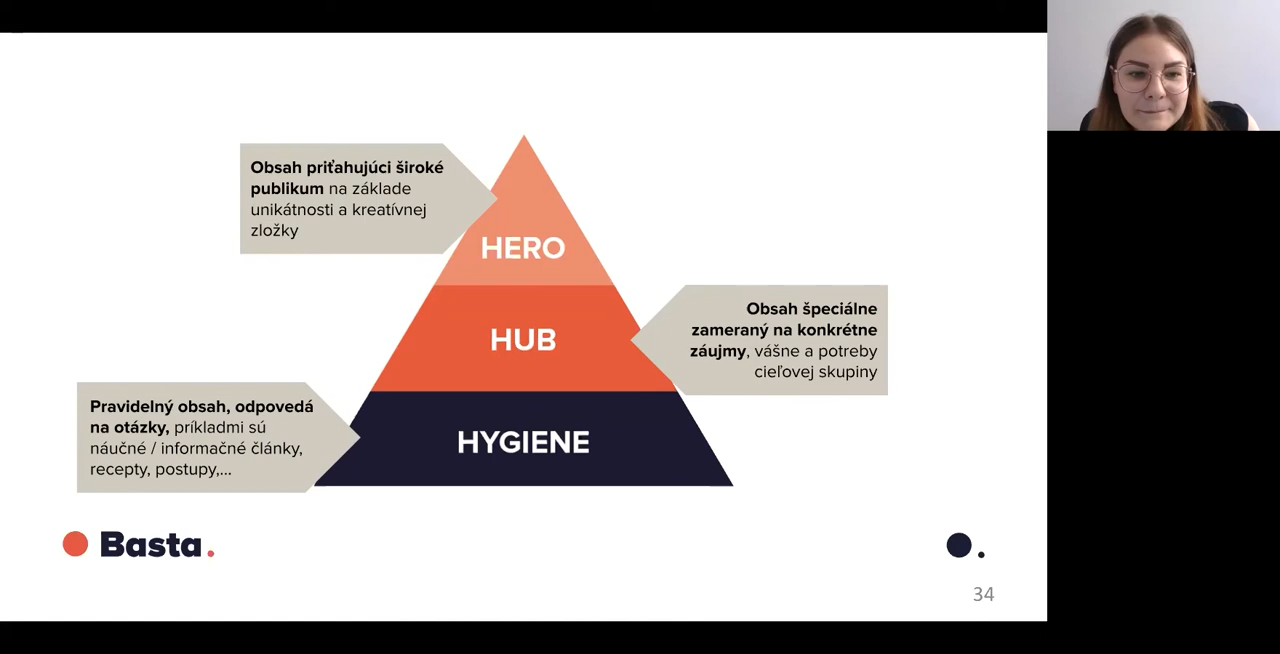 Obsah priťahujúci široké
publikum na základe
unikátnosti a kreatívnej
zložky
HERO
Obsah špeciálne
zameraný na konkrétne
záujmy, vášne a potreby
cieľovej skupiny
HUB
Pravidelný obsah, odpovedá
na otázky, príkladmi sú
náučné / informačné články,
recepty, postupy,...
HYGIENE
Basta.
34